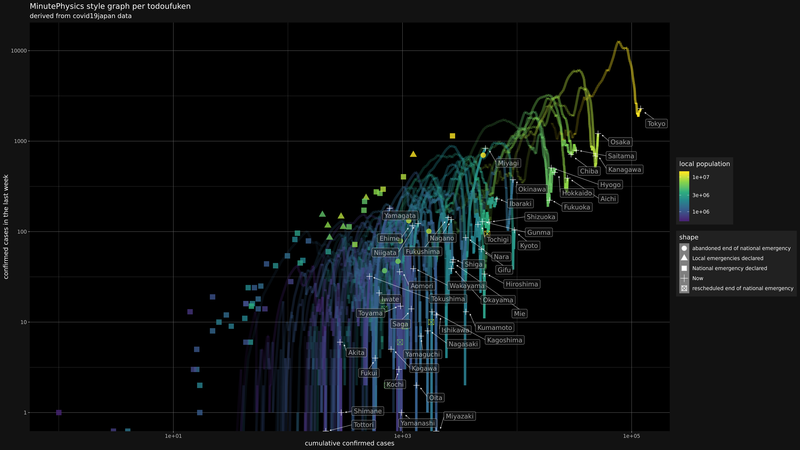 MinutePhysics style graph per todoufuken
derived from covid19japan data
confirmed cases in the last week
10000
1000
100
10
1
Tokyo
Osaka
Saitama
Kanagawa
Chiba
Miyagi
Hyogo
Okinawa
Hokkaido
Aichi
Ibaraki
Fukuoka
Yamagata
Shizuoka
Gunma
Ehime
Nagano
Tochigi
Kyoto
Niigata
Fukushima
Nara
Shiga
Gifu
Aomori
Wakayama
Hiroshima
Iwate
Tokushima
Okayama
Toyama
Mie
Saga
Ishikawa
Kumamoto
Kagoshima
Nagasaki
Akita
Yamaguchi
Kagawa
Fukui
Kochi
Oita
Shimane
Miyazaki
Tottori
Yamanashi
1e+01
1e+03
1e+05
cumulative confirmed cases
local population
1e+07
3e+06
1e+06
shape
abandoned end of national emergency
Local emergencies declared
National emergency declared
Now
rescheduled end of national emergency